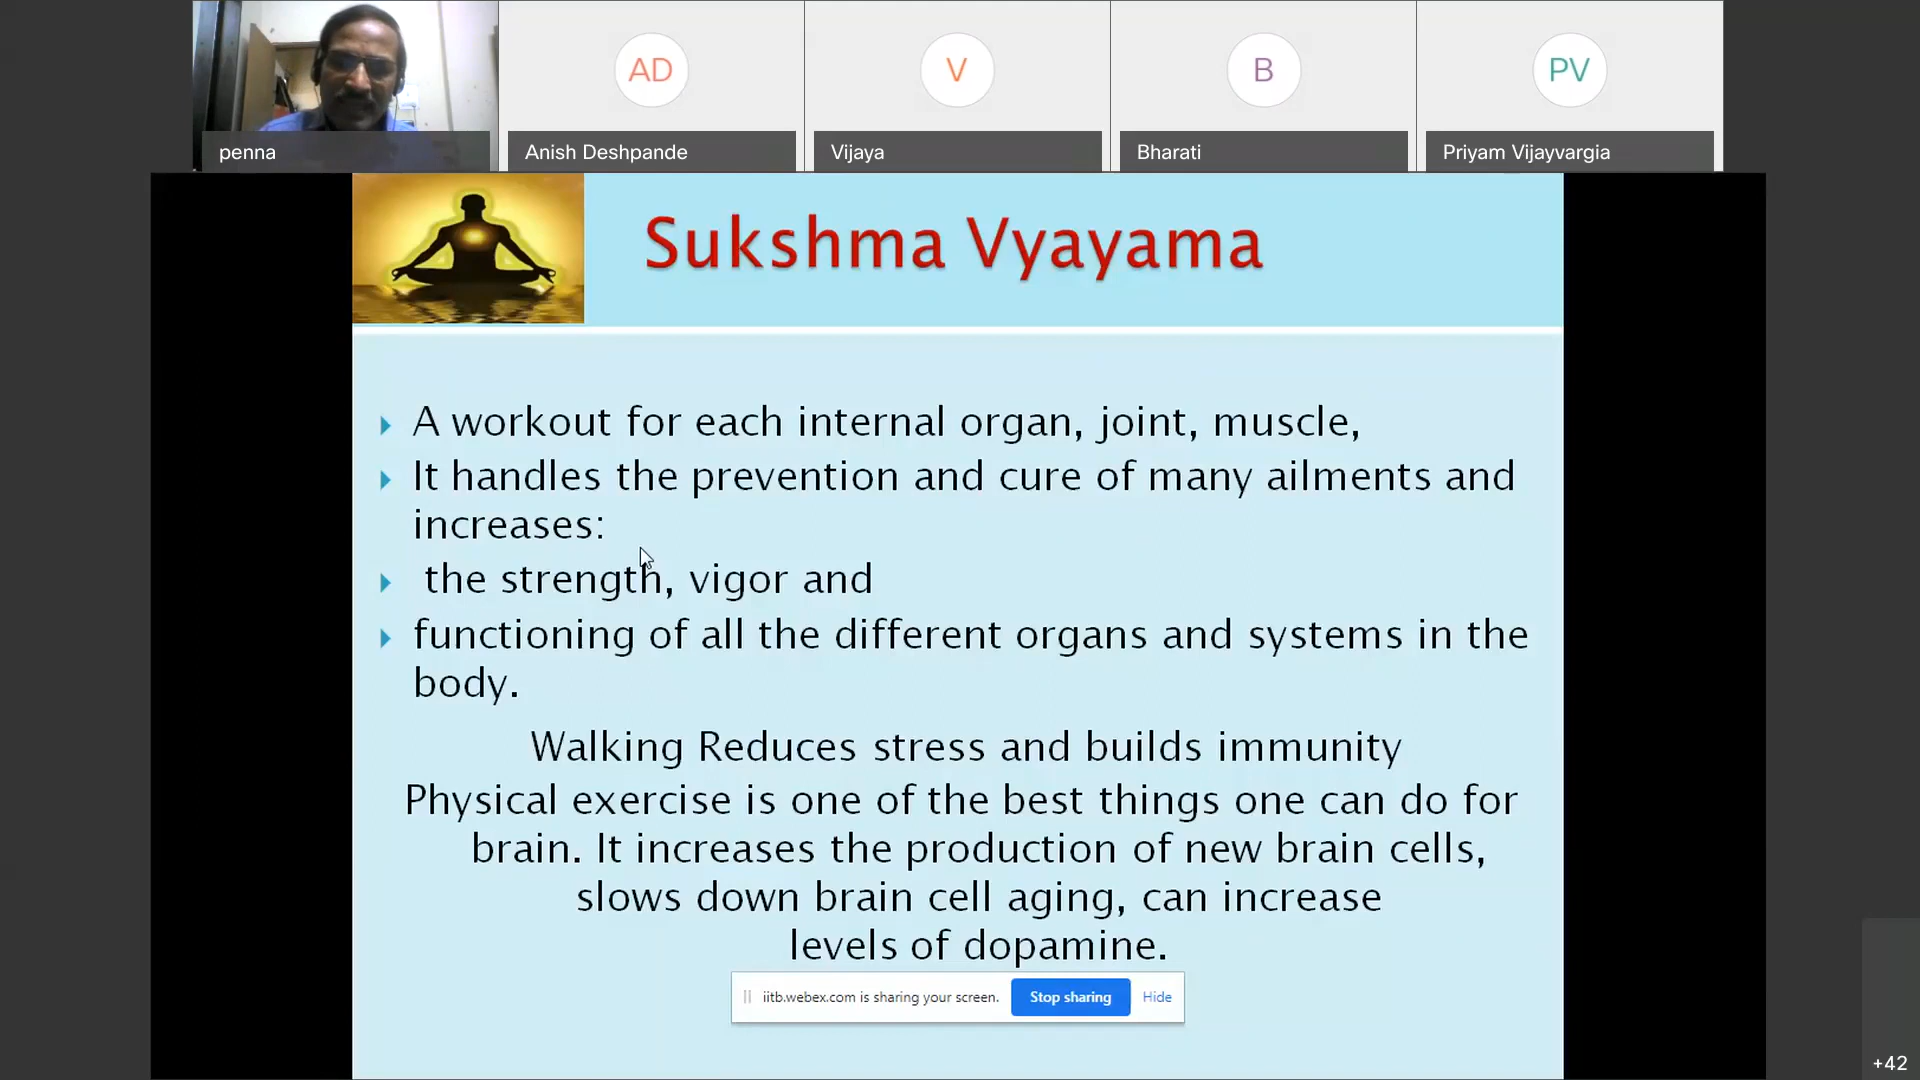 AD
V
B
PV
penna
Anish Deshpande
Vijaya
Bharati
Priyam Vijayvargia
Sukshma Vyayama
A workout for each internal organ, joint, muscle,
It handles the prevention and cure of many ailments and
increases:
the strength, vigor and
functioning of all the different organs and systems in the
body.
Walking Reduces stress and builds immunity
Physical exercise is one of the best things one can do for
brain. It increases the production of new brain cells,
slows down brain cell aging, can increase
levels of dopamine.
iitb.webex.com is sharing your screen.
Stop sharing
Hide
+42